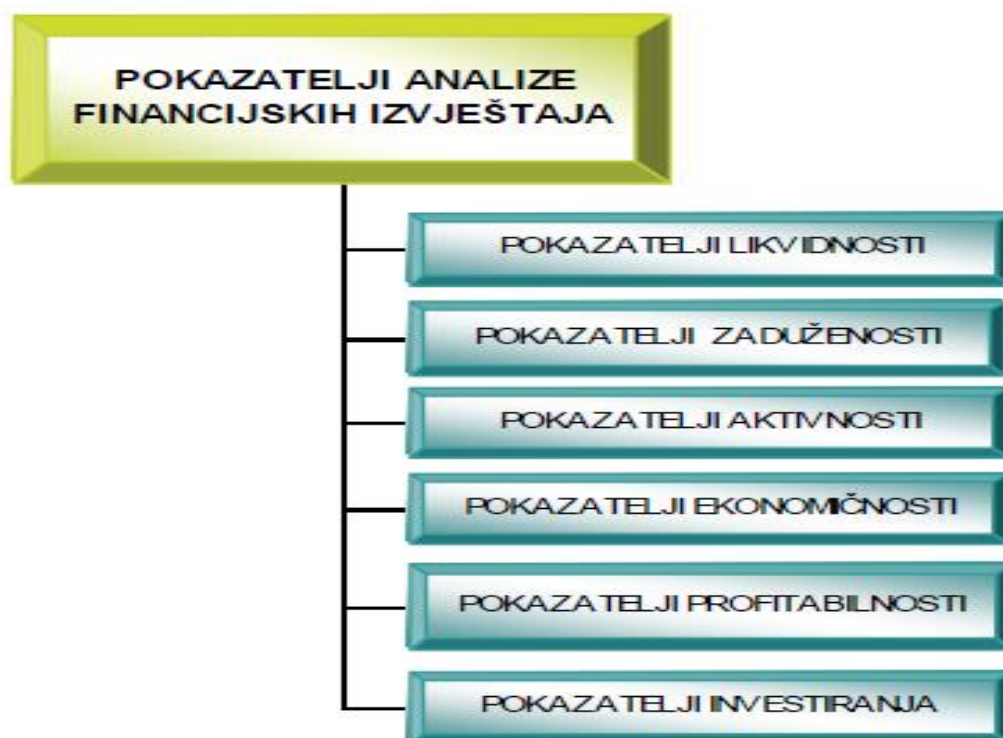 POKAZATELJI ANALIZE
FINANCIJSKIH IZVJEŠTAJA
POKAZATELJI LIKVIDNOSTI
POKAZATELJI ZADUŽENOSTI
POKAZATELJI AKTIVNOSTI
POKAZATELJI EKONOMIČNOSTI
POKAZATELJI PROFITABILNOSTI
POKAZATELJI INVESTIRANJA